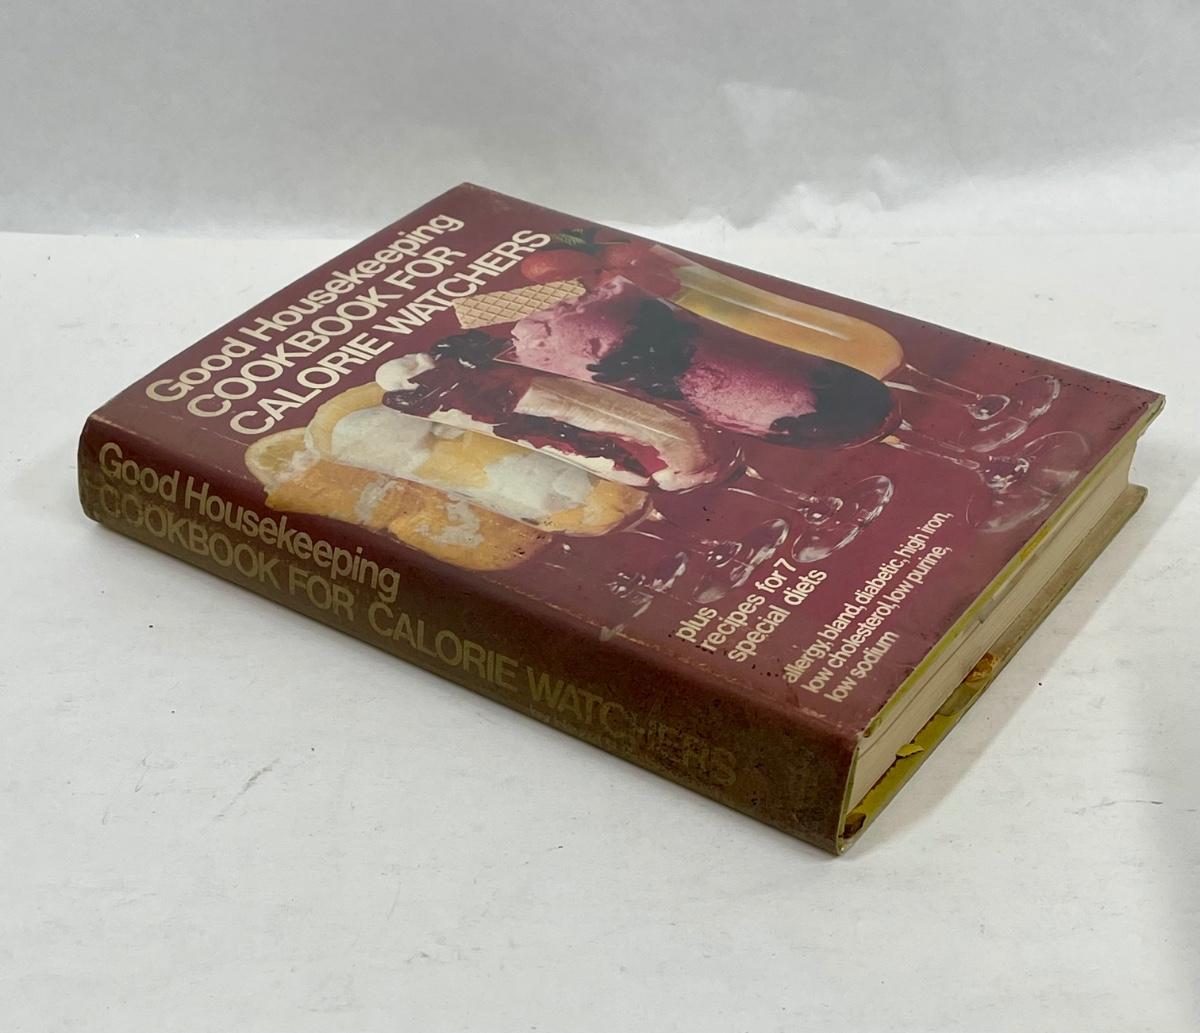 Good Housekeeping
COOKBOOK FOR
CALORIE WATCHERS
plus
recipes for 7
special diets
allergy, bland, diabetic, high iron,
low cholesterol, low purine,
low sodium
Good Housekeeping
COOKBOOK FOR CALORIE WATCHERS